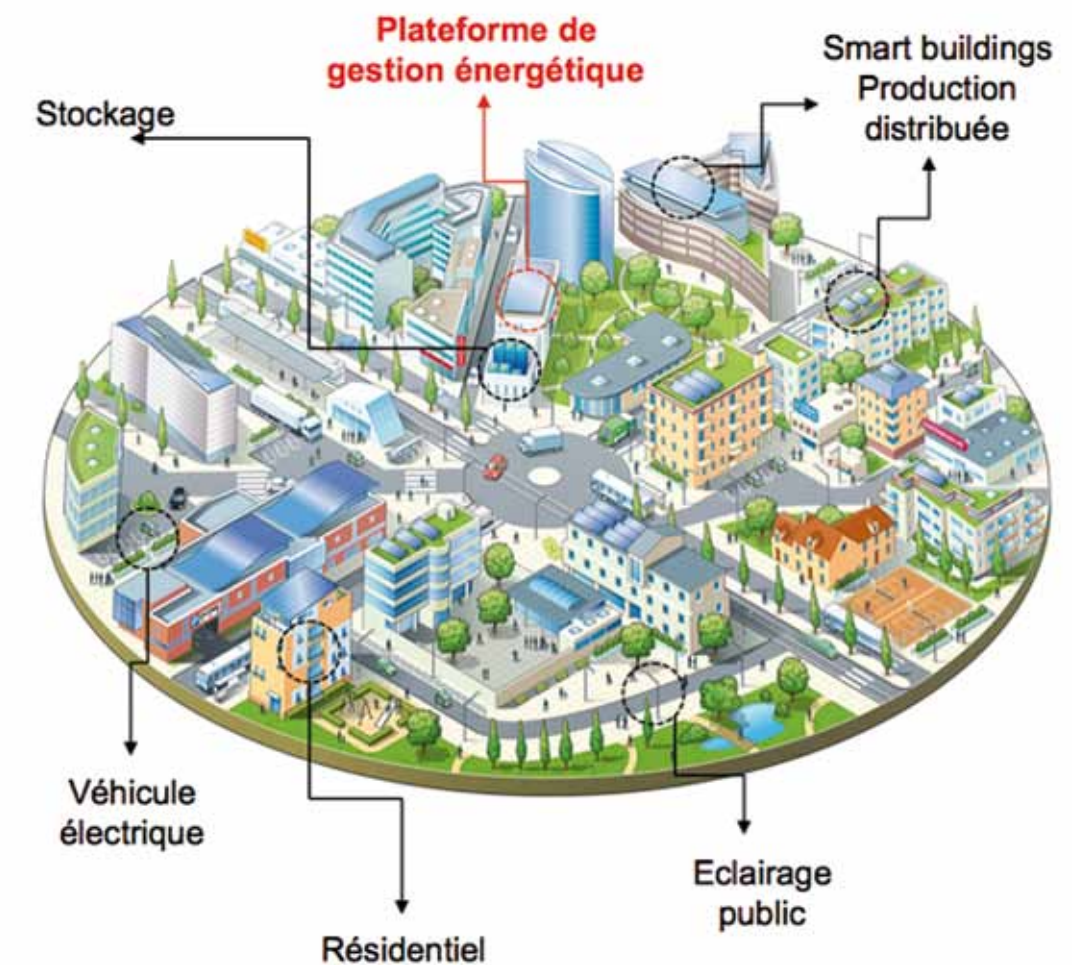 Plateforme de
gestion énergétique
Smart buildings
Production
distribuée
Stockage
Véhicule
électrique
Eclairage
public
Résidentiel